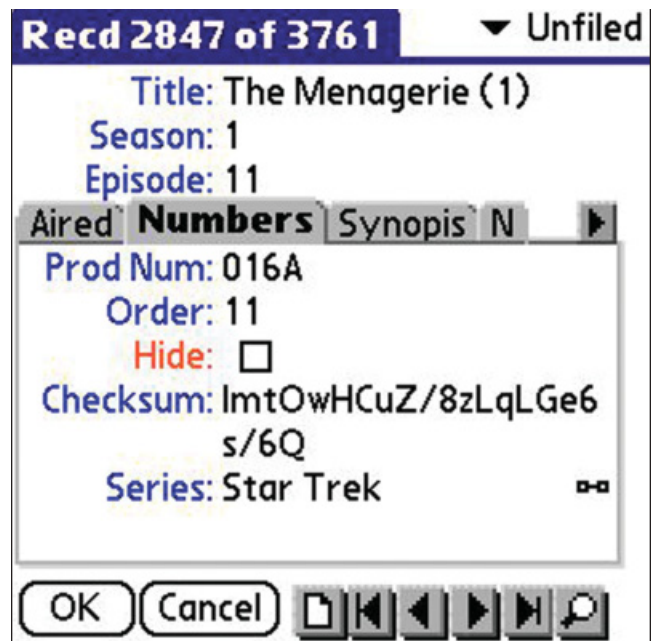 Recd 2847 of 3761
Unfiled
Title: The Menagerie (1)
Season: 1
Episode: 11
Aired Numbers Synopis N
Prod Num: 016A
Order: 11
Hide:
Checksum: lmtOwHCuZ/8zLqLGe6
s/6Q
Series: Star Trek
OK Cancel